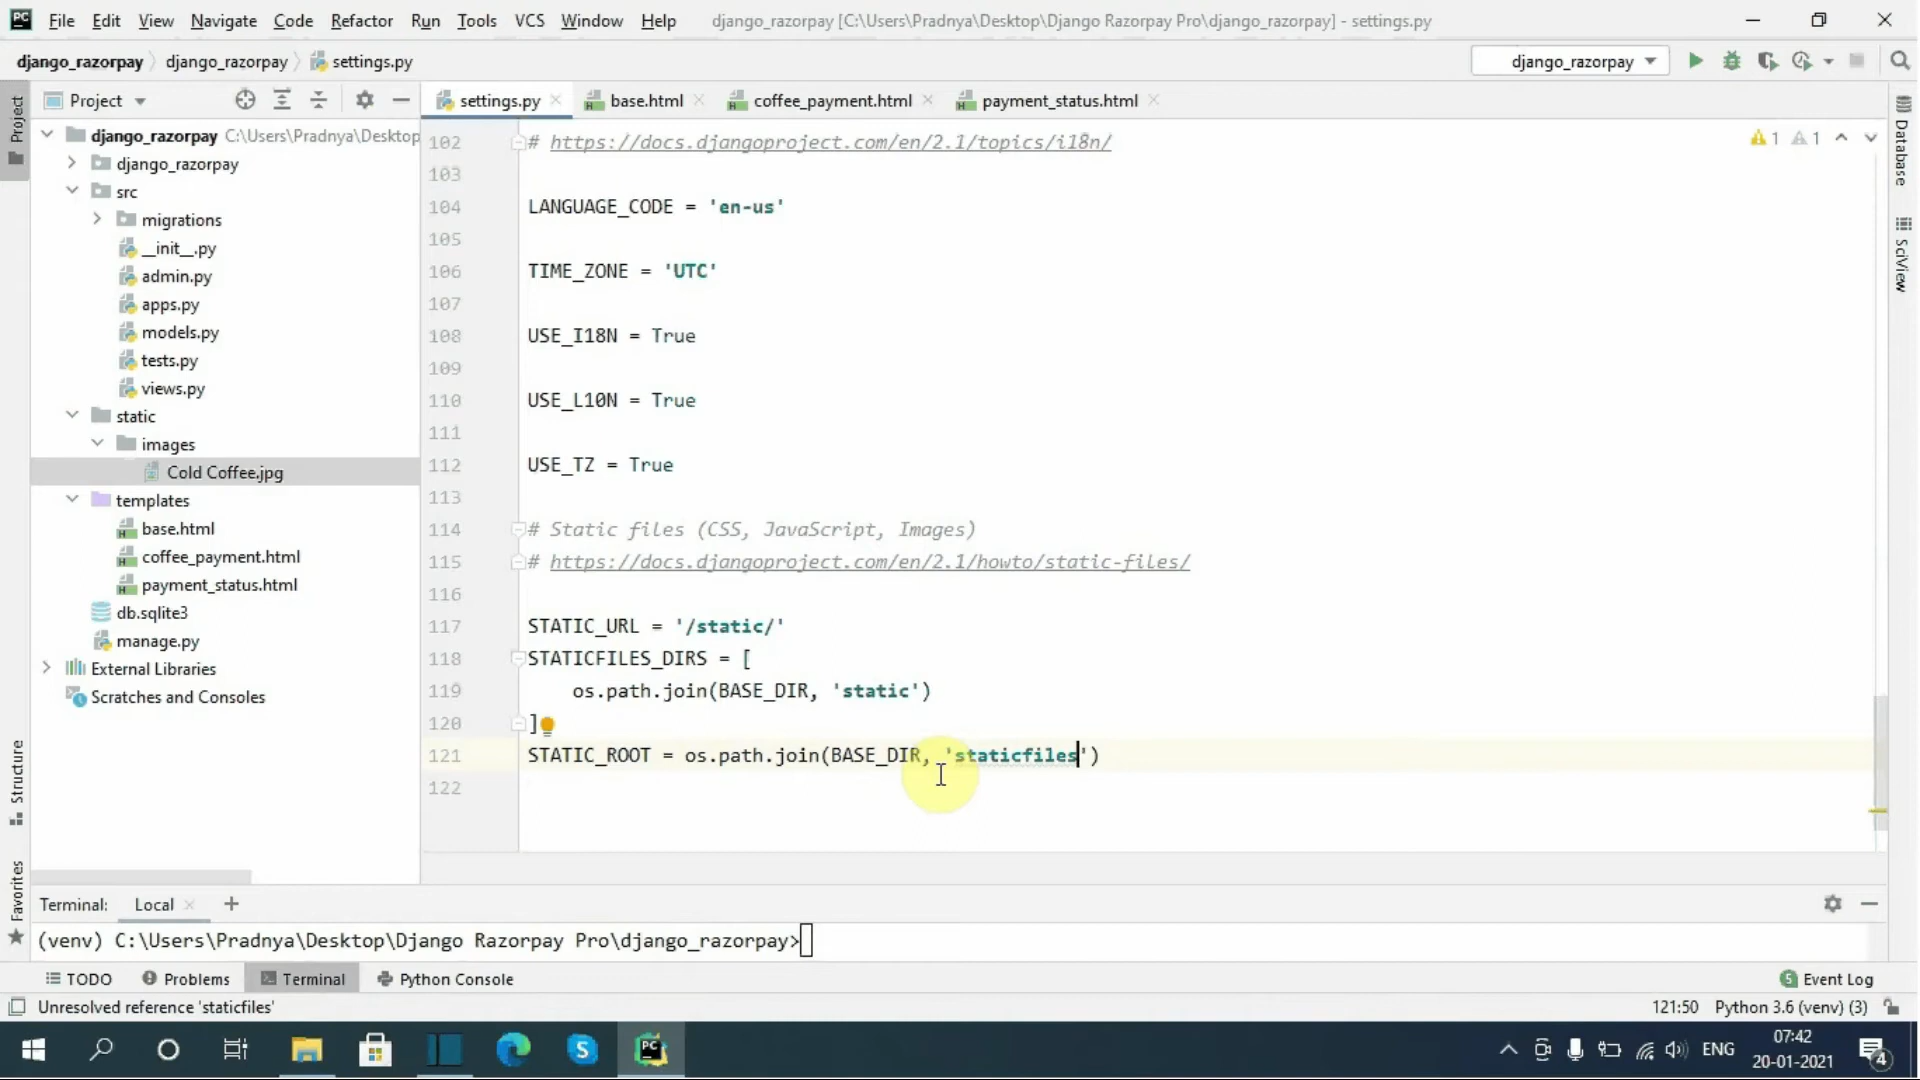 PC File Edit View Navigate Code Refactor Run Tools VCS Window Help django_razorpay [C:\Users\Pradnya\Desktop\Django Razorpay Pro\django_razorpay] - settings.py
django_razorpay django_razorpay settings.py django_razorpay
Project settings.py base.html coffee_payment.html payment_status.html
Project
Database
SciView
Structure
Favorites
django_razorpay C:\Users\Pradnya\Desktop
django_razorpay
src
migrations
__init__.py
admin.py
apps.py
models.py
tests.py
views.py
static
images
Cold Coffee.jpg
templates
base.html
coffee_payment.html
payment_status.html
db.sqlite3
manage.py
External Libraries
Scratches and Consoles
1 1
102 # https://docs.djangoproject.com/en/2.1/topics/i18n/
103
104 LANGUAGE_CODE = 'en-us'
105
106 TIME_ZONE = 'UTC'
107
108 USE_I18N = True
109
110 USE_L10N = True
111
112 USE_TZ = True
113
114 # Static files (CSS, JavaScript, Images)
115 # https://docs.djangoproject.com/en/2.1/howto/static-files/
116
117 STATIC_URL = '/static/'
118 STATICFILES_DIRS = [
119 os.path.join(BASE_DIR, 'static')
120 ]
121 STATIC_ROOT = os.path.join(BASE_DIR, 'staticfiles')
122
Terminal: Local +
(venv) C:\Users\Pradnya\Desktop\Django Razorpay Pro\django_razorpay>
TODO Problems Terminal Python Console 5 Event Log
Unresolved reference 'staticfiles' 121:50 Python 3.6 (venv) (3)
PC ENG 07:42
20-01-2021 4